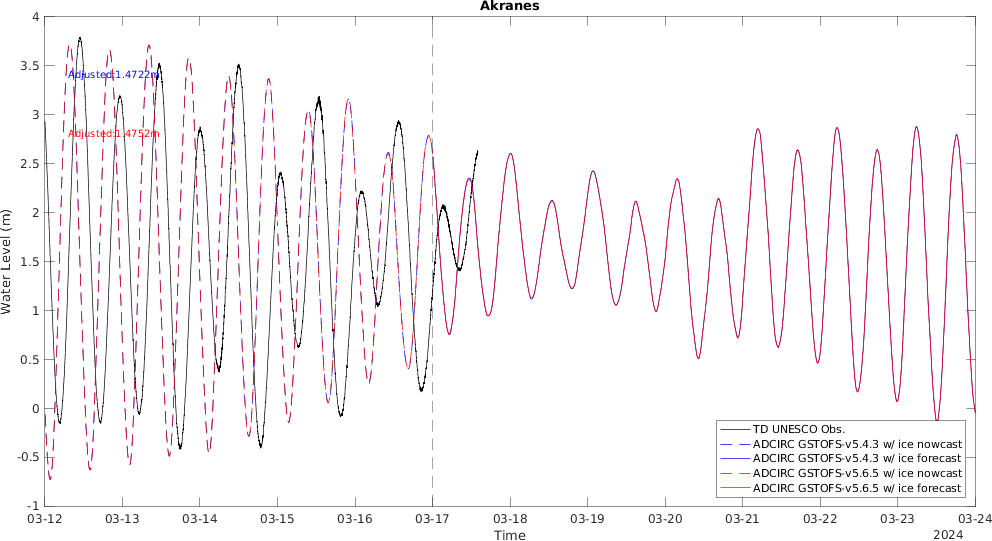 Akranes
4
3.5
3
2.5
2
1.5
1
0.5
0
-0.5
-1
Water Level (m)
Adjusted:1.4722m
Adjusted:1.4752m
TD UNESCO Obs.
ADCIRC GSTOFS-v5.4.3 w/ ice nowcast
ADCIRC GSTOFS-v5.4.3 w/ ice forecast
ADCIRC GSTOFS-v5.6.5 w/ ice nowcast
ADCIRC GSTOFS-v5.6.5 w/ ice forecast
03-12 03-13 03-14 03-15 03-16 03-17 03-18 03-19 03-20 03-21 03-22 03-23 03-24
Time
2024